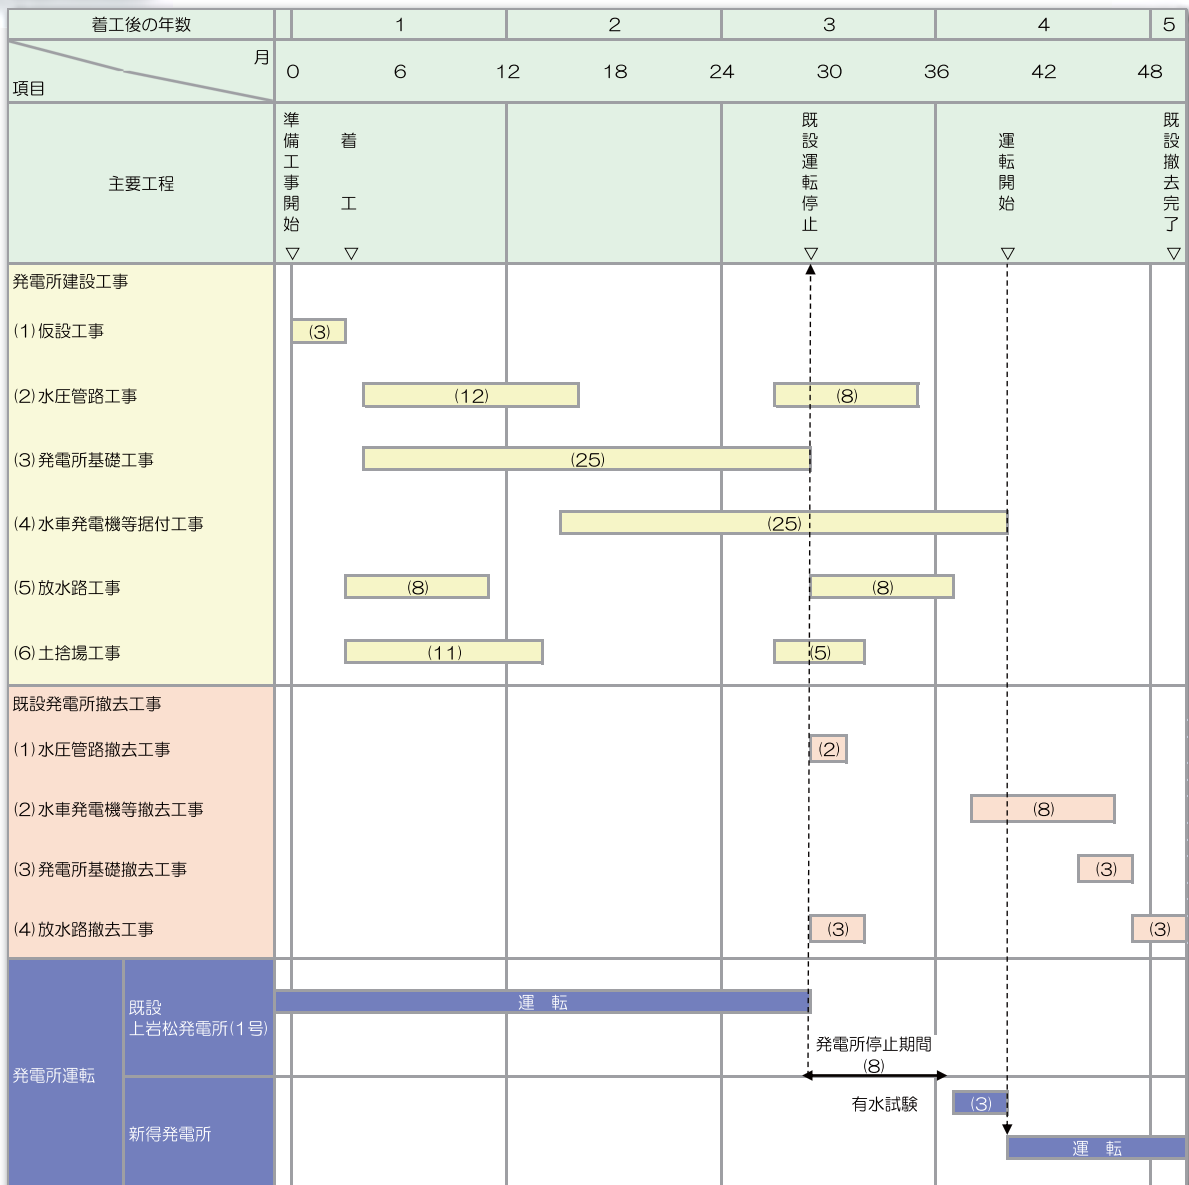 着工後の年数 1 2 3 4 5
月
項目
0 6 12 18 24 30 36 42 48
主要工程
準備工事開始
着工
既設運転停止
運転開始
既設撤去完了
▽ ▽ ▽ ▽ ▽
発電所建設工事
(1)仮設工事 (3)
(2)水圧管路工事 (12) (8)
(3)発電所基礎工事 (25)
(4)水車発電機等据付工事 (25)
(5)放水路工事 (8) (8)
(6)土捨場工事 (11) (5)
既設発電所撤去工事
(1)水圧管路撤去工事 (2)
(2)水車発電機等撤去工事 (8)
(3)発電所基礎撤去工事 (3)
(4)放水路撤去工事 (3) (3)
発電所運転
既設
上岩松発電所(1号)
運 転
発電所停止期間
(8)
新得発電所
有水試験 (3)
運 転